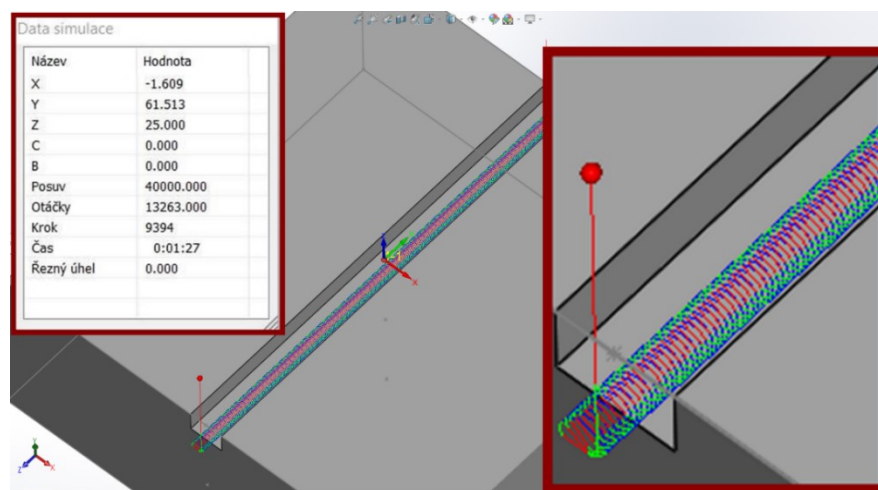 Data simulace
Název Hodnota
X -1.609
Y 61.513
Z 25.000
C 0.000
B 0.000
Posuv 40000.000
Otáčky 13263.000
Krok 9394
Čas 0:01:27
Řezný úhel 0.000
X
Z
X